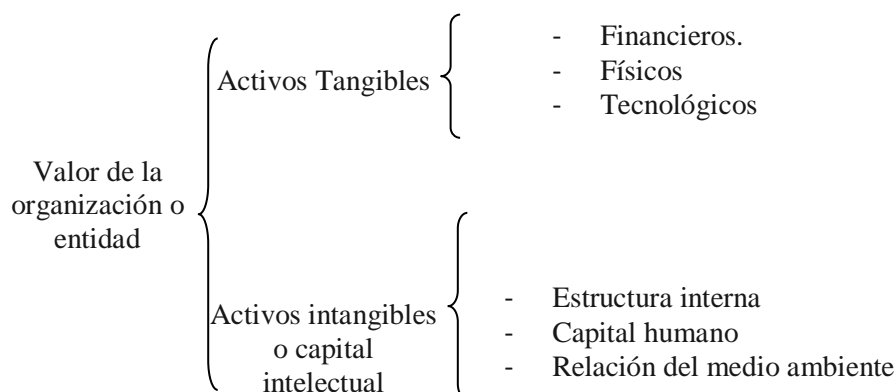 Valor de la
organización o
entidad
Activos Tangibles
- Financieros.
- Físicos
- Tecnológicos
Activos intangibles
o capital
intelectual
- Estructura interna
- Capital humano
- Relación del medio ambiente